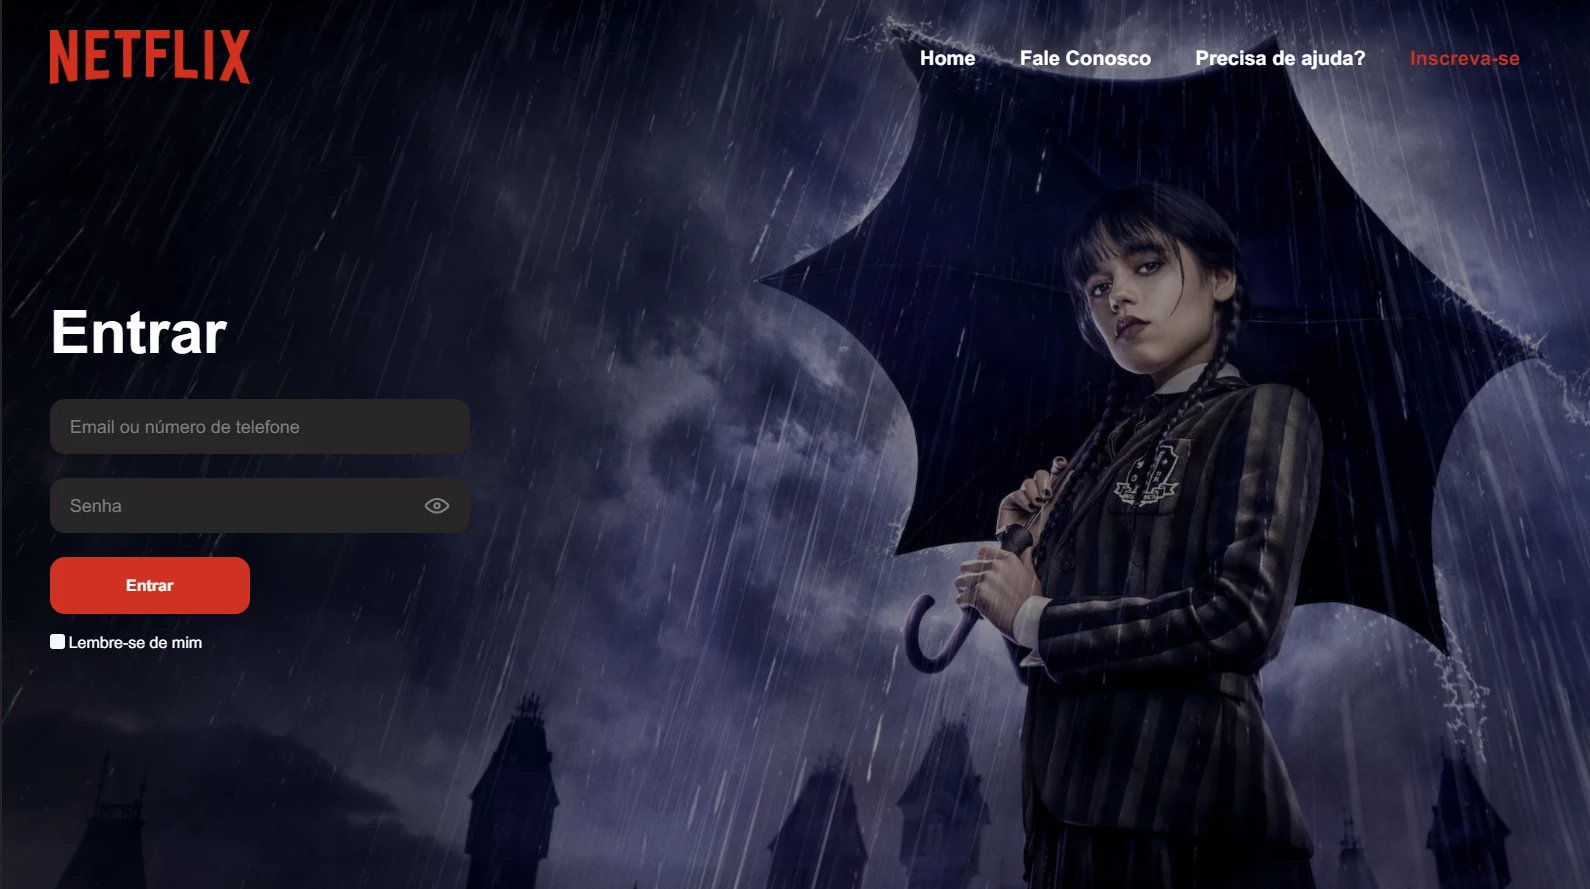 NETFLIX
Home
Fale Conosco
Precisa de ajuda?
Inscreva-se
Entrar
Email ou número de telefone
Senha
Entrar
Lembre-se de mim